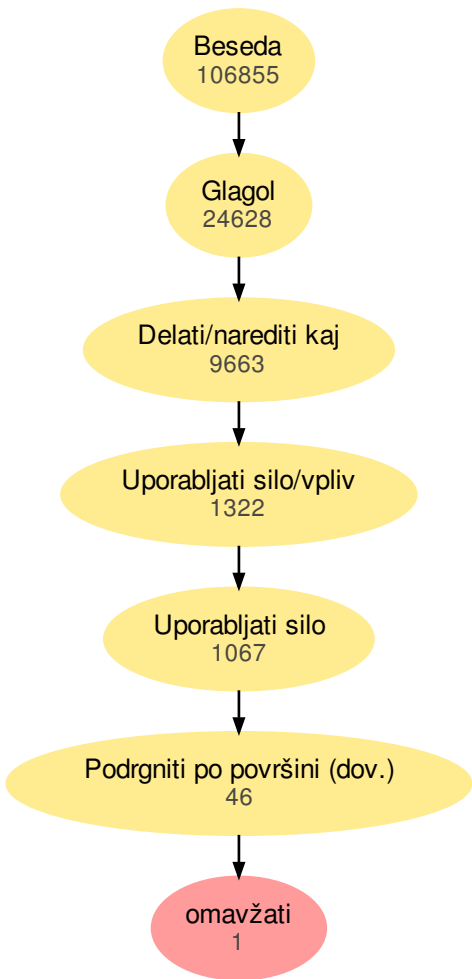 Beseda
106855
Glagol
24628
Delati/narediti kaj
9663
Uporabljati silo/vpliv
1322
Uporabljati silo
1067
Podrgniti po površini (dov.)
46
omavžati
1